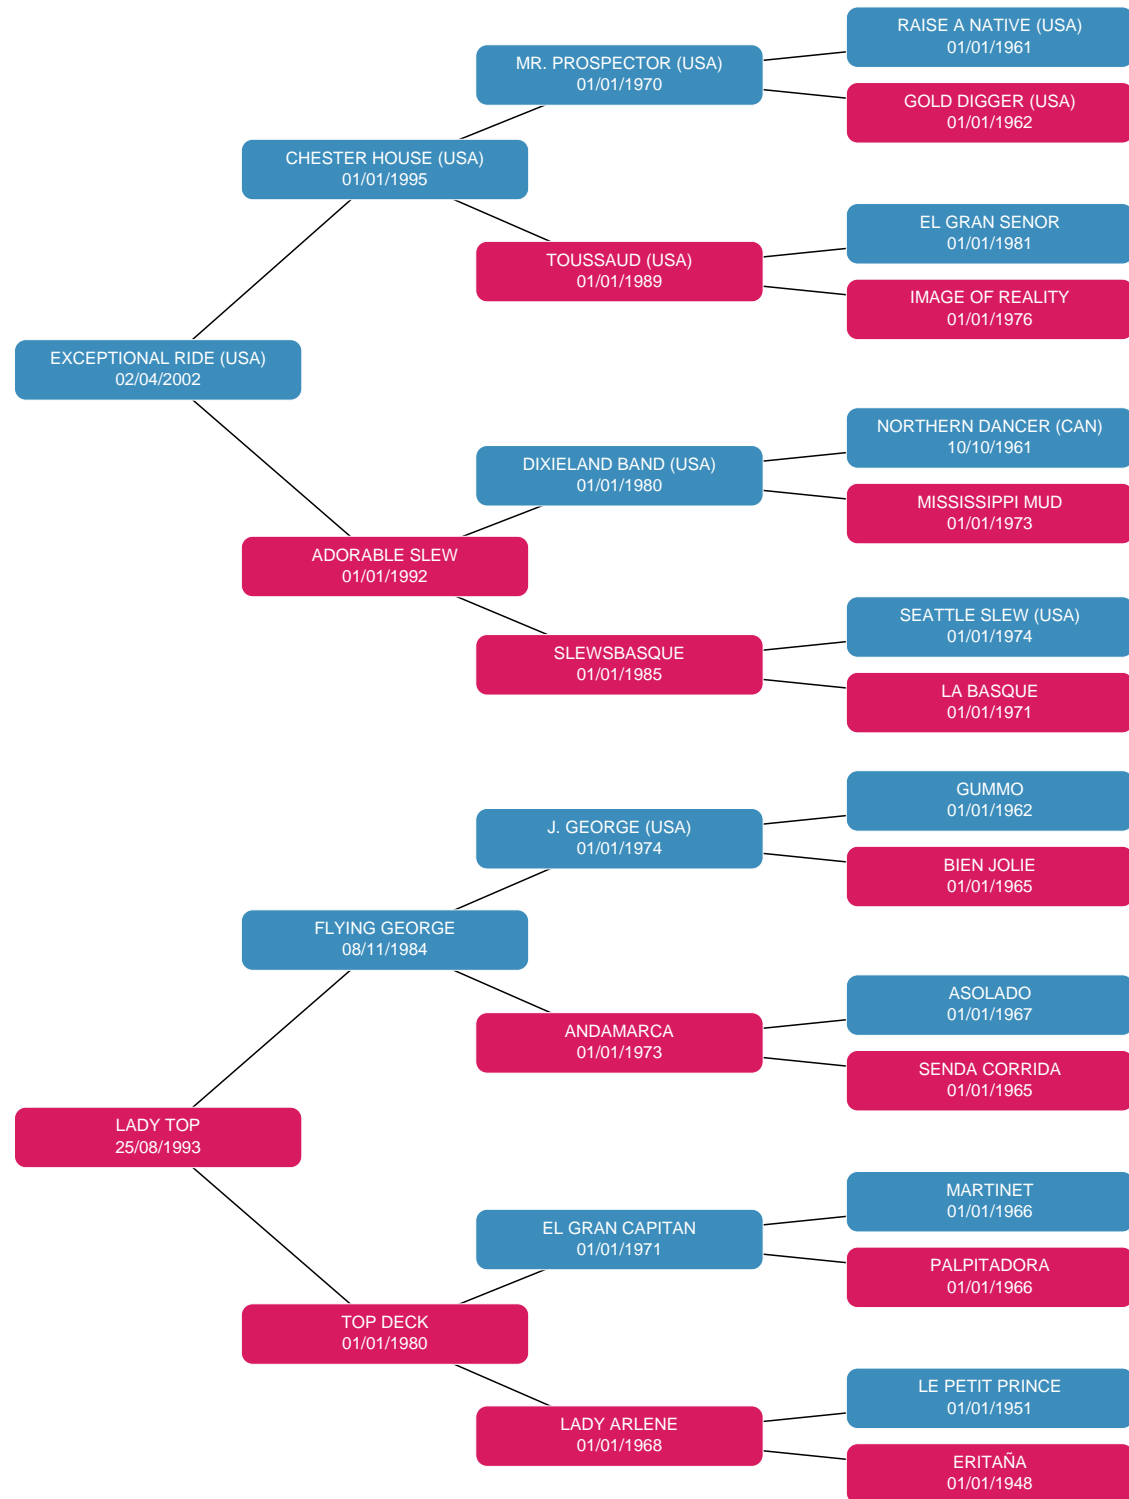 RAISE A NATIVE (USA)
01/01/1961
MR. PROSPECTOR (USA)
01/01/1970
GOLD DIGGER (USA)
01/01/1962
CHESTER HOUSE (USA)
01/01/1995
EL GRAN SENOR
01/01/1981
TOUSSAUD (USA)
01/01/1989
IMAGE OF REALITY
01/01/1976
EXCEPTIONAL RIDE (USA)
02/04/2002
NORTHERN DANCER (CAN)
10/10/1961
DIXIELAND BAND (USA)
01/01/1980
MISSISSIPPI MUD
01/01/1973
ADORABLE SLEW
01/01/1992
SEATTLE SLEW (USA)
01/01/1974
SLEWSBASQUE
01/01/1985
LA BASQUE
01/01/1971
GUMMO
01/01/1962
J. GEORGE (USA)
01/01/1974
BIEN JOLIE
01/01/1965
FLYING GEORGE
08/11/1984
ASOLADO
01/01/1967
ANDAMARCA
01/01/1973
SENDA CORRIDA
01/01/1965
LADY TOP
25/08/1993
MARTINET
01/01/1966
EL GRAN CAPITAN
01/01/1971
PALPITADORA
01/01/1966
TOP DECK
01/01/1980
LE PETIT PRINCE
01/01/1951
LADY ARLENE
01/01/1968
ERITAÑA
01/01/1948